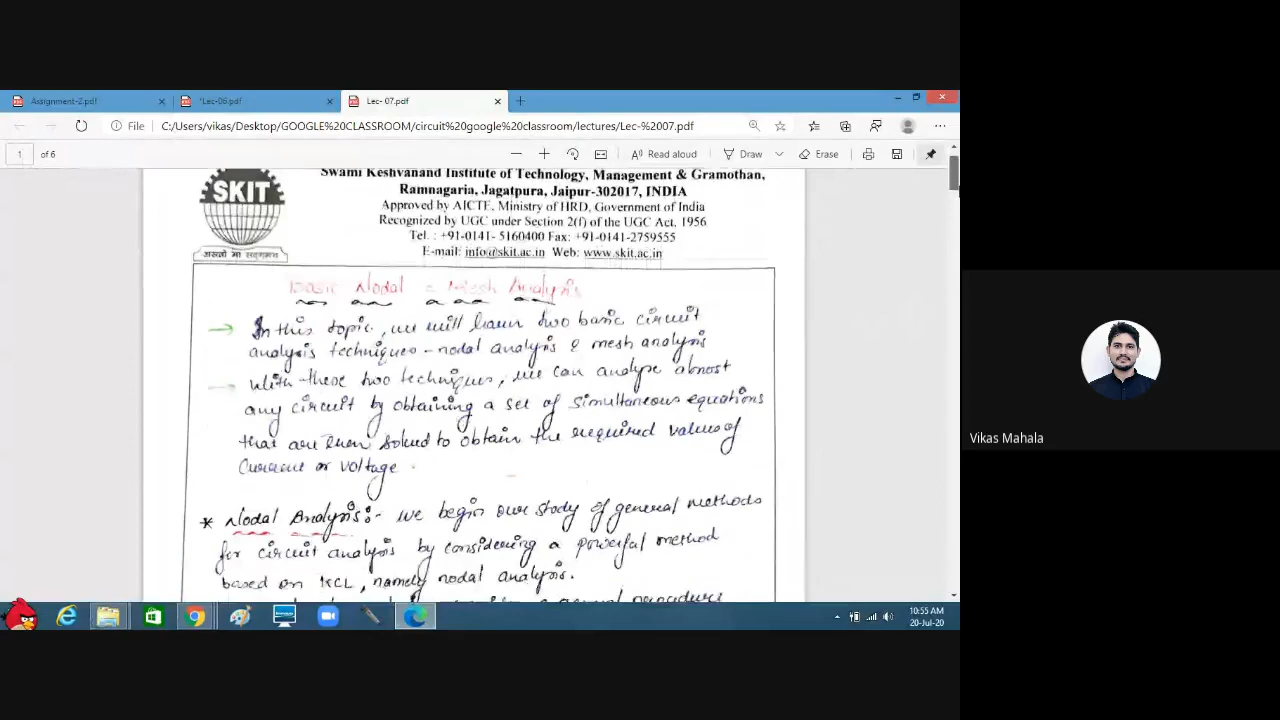 Assignment-2.pdf
*Lec-06.pdf
Lec- 07.pdf
File
C:/Users/vikas/Desktop/GOOGLE%20CLASSROOM/circuit%20google%20classroom/lectures/Lec-%2007.pdf
1 of 6
Read aloud
Draw
Erase
Swami Keshvanand Institute of Technology, Management & Gramothan,
SKIT
Ramnagaria, Jagatpura, Jaipur-302017, INDIA
Approved by AICTE, Ministry of HRD, Government of India
Recognized by UGC under Section 2(f) of the UGC Act, 1956
Tel. : +91-0141- 5160400 Fax: +91-0141-2759555
E-mail: info@skit.ac.in Web: www.skit.ac.in
Basic Nodal Mesh Analysis
→ In this topic, we will learn two basic circuit
analysis techniques - nodal analysis & mesh analysis
→ With these two techniques, we can analyse almost
any circuit by obtaining a set of simultaneous equations
that are then solved to obtain the required values of
Current or voltage.
* Nodal Analysis:- We begin our study of general methods
for circuit analysis by considering a powerful method
based on KCL, namely nodal analysis.
a general procedure
Vikas Mahala
10:55 AM
20-Jul-20